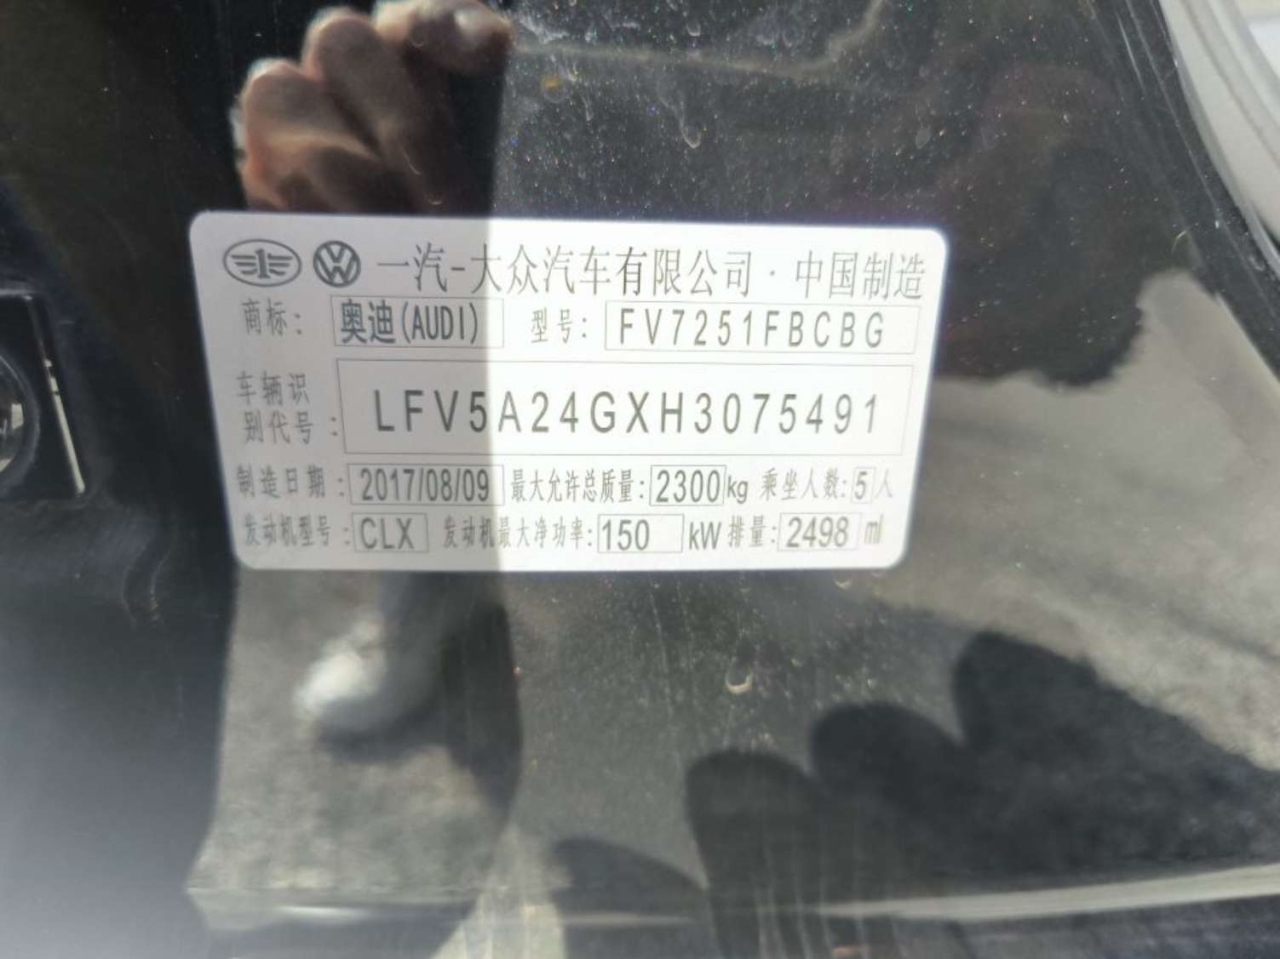 一汽-大众汽车有限公司·中国制造
商标: 奥迪(AUDI) 型号: FV7251FBCBG
车辆识别代号: LFV5A24GXH3075491
制造日期: 2017/08/09 最大允许总质量: 2300kg 乘坐人数: 5人
发动机型号: CLX 发动机最大净功率: 150 kW 排量: 2498 ml